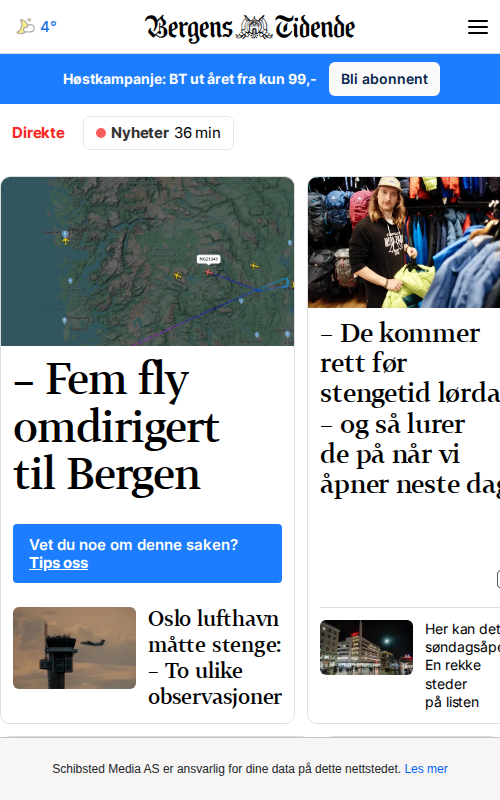 4°
Bergens Tidende
Høstkampanje: BT ut året fra kun 99,-
Bli abonnent
Direkte
Nyheter 36 min
– Fem fly
omdirigert
til Bergen
Vet du noe om denne saken?
Tips oss
Oslo lufthavn
måtte stenge:
– To ulike
observasjoner
– De kommer
rett før
stengetid lørda
– og så lurer
de på når vi
åpner neste dag
Her kan det
søndagsåpe
En rekke
steder
på listen
Schibsted Media AS er ansvarlig for dine data på dette nettstedet. Les mer